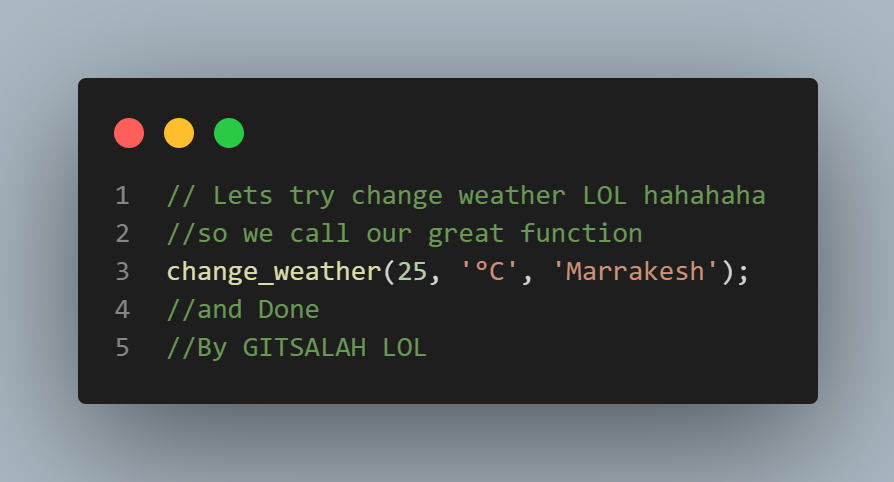 1 // Lets try change weather LOL hahahaha
2 //so we call our great function
3 change_weather(25, '°C', 'Marrakesh');
4 //and Done
5 //By GITSALAH LOL